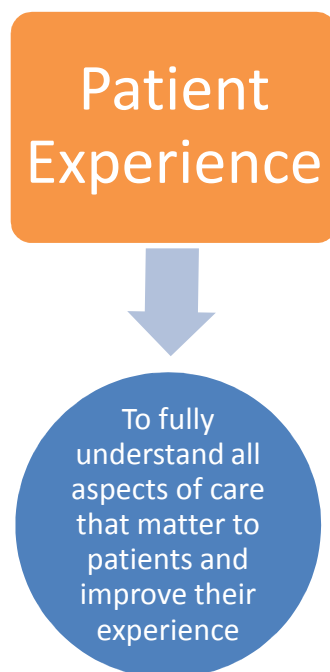 Patient
Experience
To fully
understand all
aspects of care
that matter to
patients and
improve their
experience